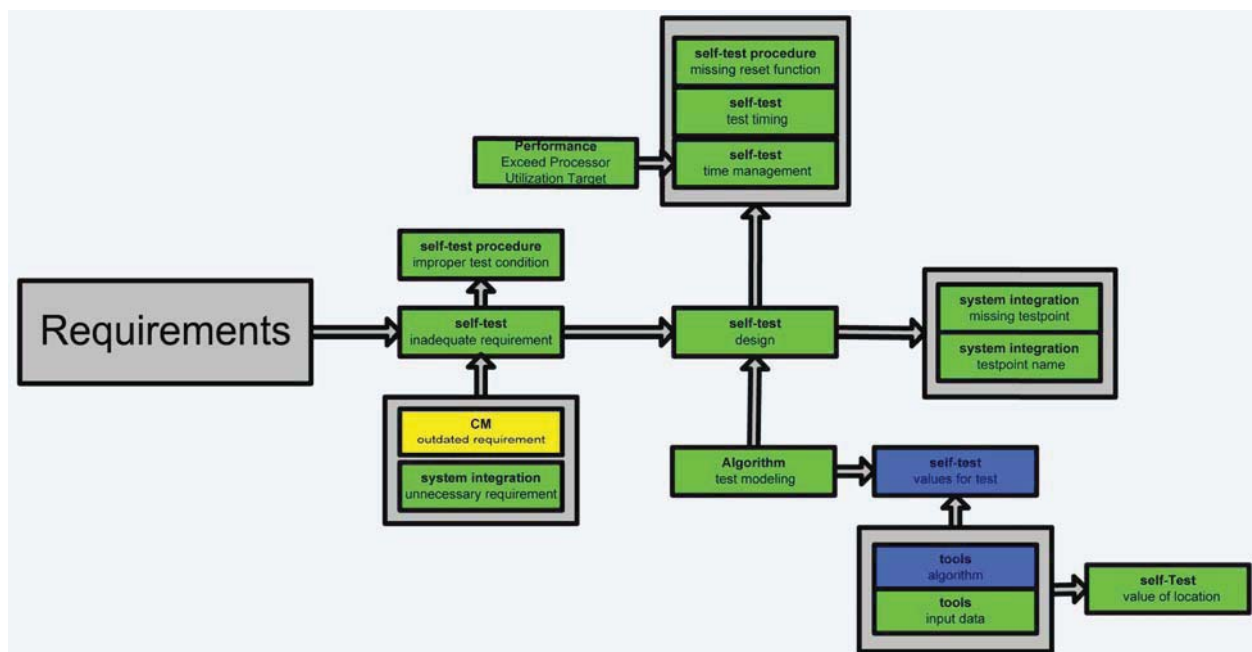 self-test procedure
missing reset function
self-test
test timing
self-test
time management
Performance
Exceed Processor
Utilization Target
self-test procedure
improper test condition
Requirements
self-test
inadequate requirement
self-test
design
system integration
missing testpoint
system integration
testpoint name
CM
outdated requirement
system integration
unnecessary requirement
Algorithm
test modeling
self-test
values for test
tools
algorithm
tools
input data
self-Test
value of location